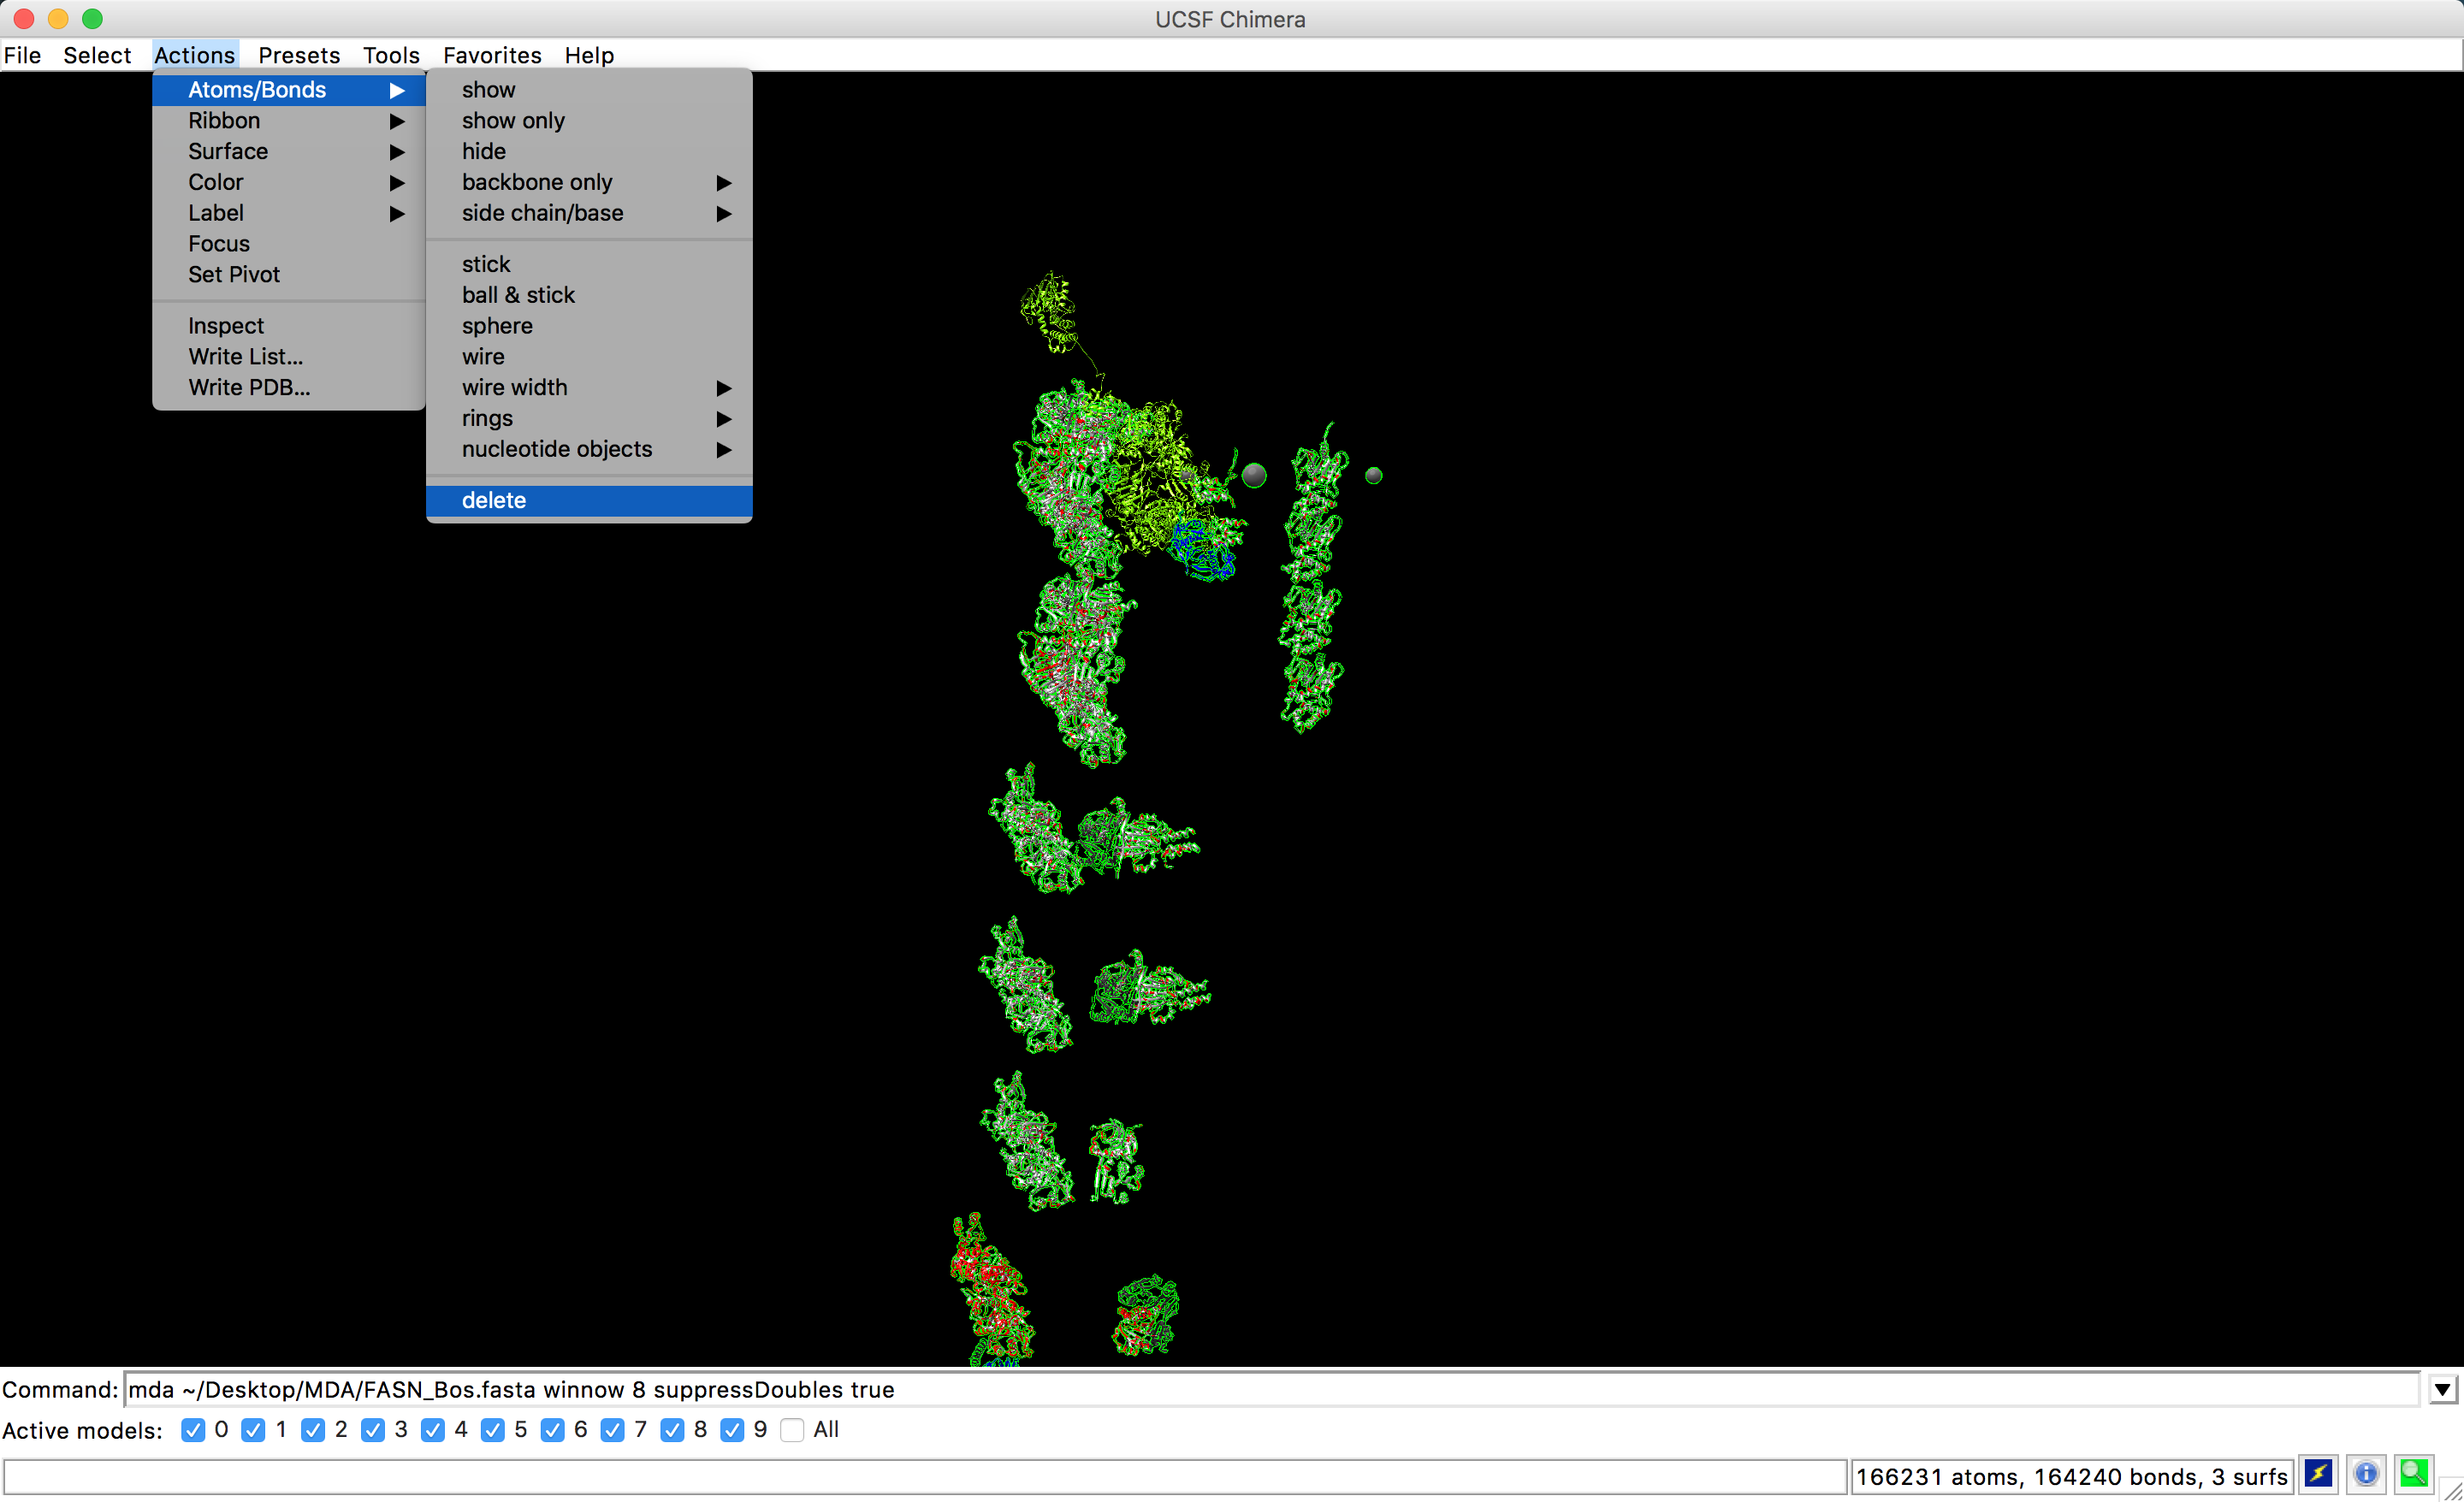 UCSF Chimera
File Select Actions Presets Tools Favorites Help
Atoms/Bonds
Ribbon
Surface
Color
Label
Focus
Set Pivot
Inspect
Write List...
Write PDB...
show
show only
hide
backbone only
side chain/base
stick
ball & stick
sphere
wire
wire width
rings
nucleotide objects
delete
Command: mda ~/Desktop/MDA/FASN_Bos.fasta winnow 8 suppressDoubles true
Active models: 0 1 2 3 4 5 6 7 8 9 All
166231 atoms, 164240 bonds, 3 surfs